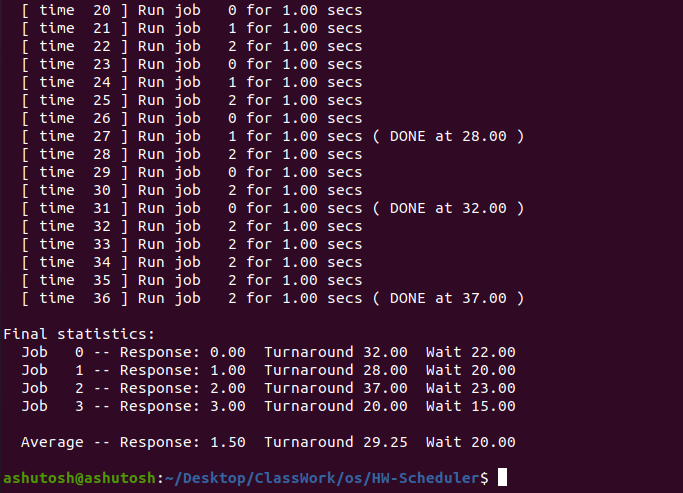 [ time  20 ] Run job   0 for 1.00 secs
[ time  21 ] Run job   1 for 1.00 secs
[ time  22 ] Run job   2 for 1.00 secs
[ time  23 ] Run job   0 for 1.00 secs
[ time  24 ] Run job   1 for 1.00 secs
[ time  25 ] Run job   2 for 1.00 secs
[ time  26 ] Run job   0 for 1.00 secs
[ time  27 ] Run job   1 for 1.00 secs ( DONE at 28.00 )
[ time  28 ] Run job   2 for 1.00 secs
[ time  29 ] Run job   0 for 1.00 secs
[ time  30 ] Run job   2 for 1.00 secs
[ time  31 ] Run job   0 for 1.00 secs ( DONE at 32.00 )
[ time  32 ] Run job   2 for 1.00 secs
[ time  33 ] Run job   2 for 1.00 secs
[ time  34 ] Run job   2 for 1.00 secs
[ time  35 ] Run job   2 for 1.00 secs
[ time  36 ] Run job   2 for 1.00 secs ( DONE at 37.00 )
Final statistics:
Job   0 -- Response: 0.00  Turnaround 32.00  Wait 22.00
Job   1 -- Response: 1.00  Turnaround 28.00  Wait 20.00
Job   2 -- Response: 2.00  Turnaround 37.00  Wait 23.00
Job   3 -- Response: 3.00  Turnaround 20.00  Wait 15.00
Average -- Response: 1.50  Turnaround 29.25  Wait 20.00
ashutosh@ashutosh:~/Desktop/ClassWork/os/HW-Scheduler$